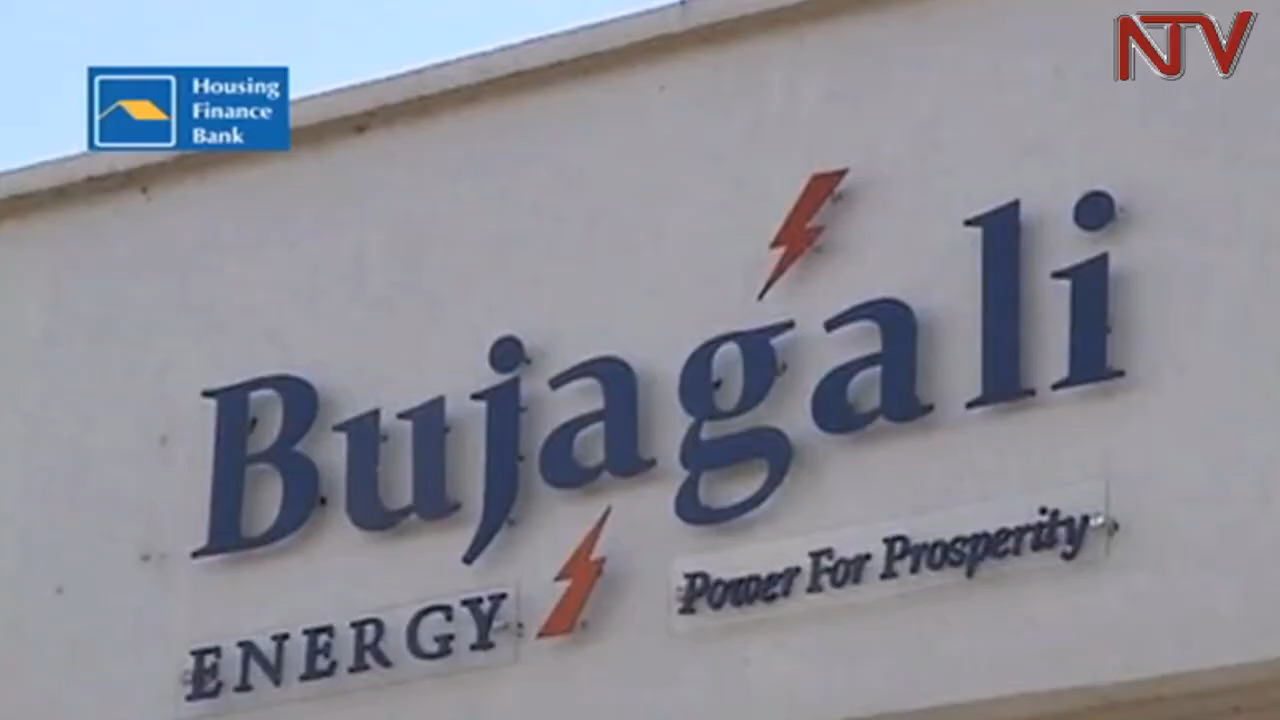 Housing
Finance
Bank
NTV
Bujagali
ENERGY
Power For Prosperity